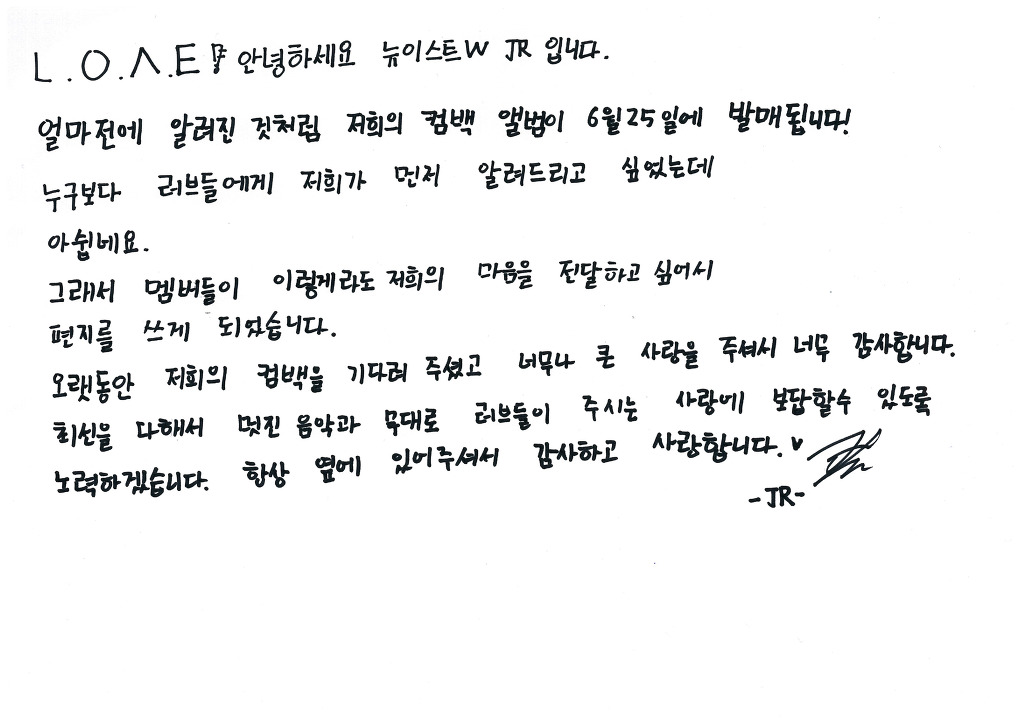 L.O.Λ.E 안녕하세요 뉴이스트W JR 입니다.
얼마전에 알려진 것처럼 저희의 컴백 앨범이 6월25일에 발매됩니다!
누구보다 러브들에게 저희가 먼저 알려드리고 싶었는데
아쉽네요.
그래서 멤버들이 이렇게라도 저희의 마음을 전달하고 싶어서
편지를 쓰게 되었습니다.
오랫동안 저희의 컴백을 기다려 주셨고 너무나 큰 사랑을 주셔서 너무 감사합니다.
최선을 다해서 멋진 음악과 무대로 러브들이 주시는 사랑에 보답할수 있도록
노력하겠습니다. 항상 옆에 있어주셔서 감사하고 사랑합니다.♥
-JR-